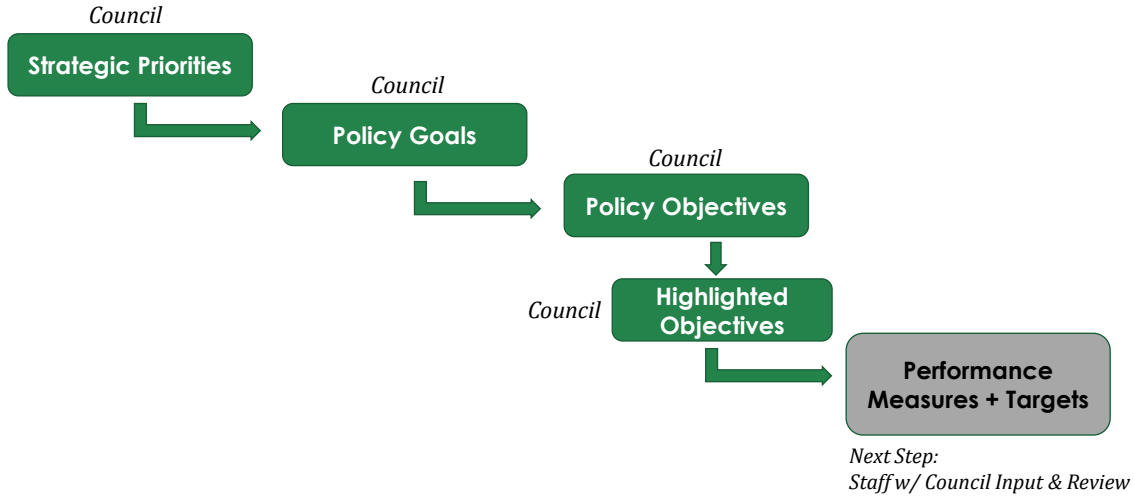 Council
Strategic Priorities
Council
Policy Goals
Council
Policy Objectives
Council
Highlighted
Objectives
Performance
Measures + Targets
Next Step:
Staff w/ Council Input & Review